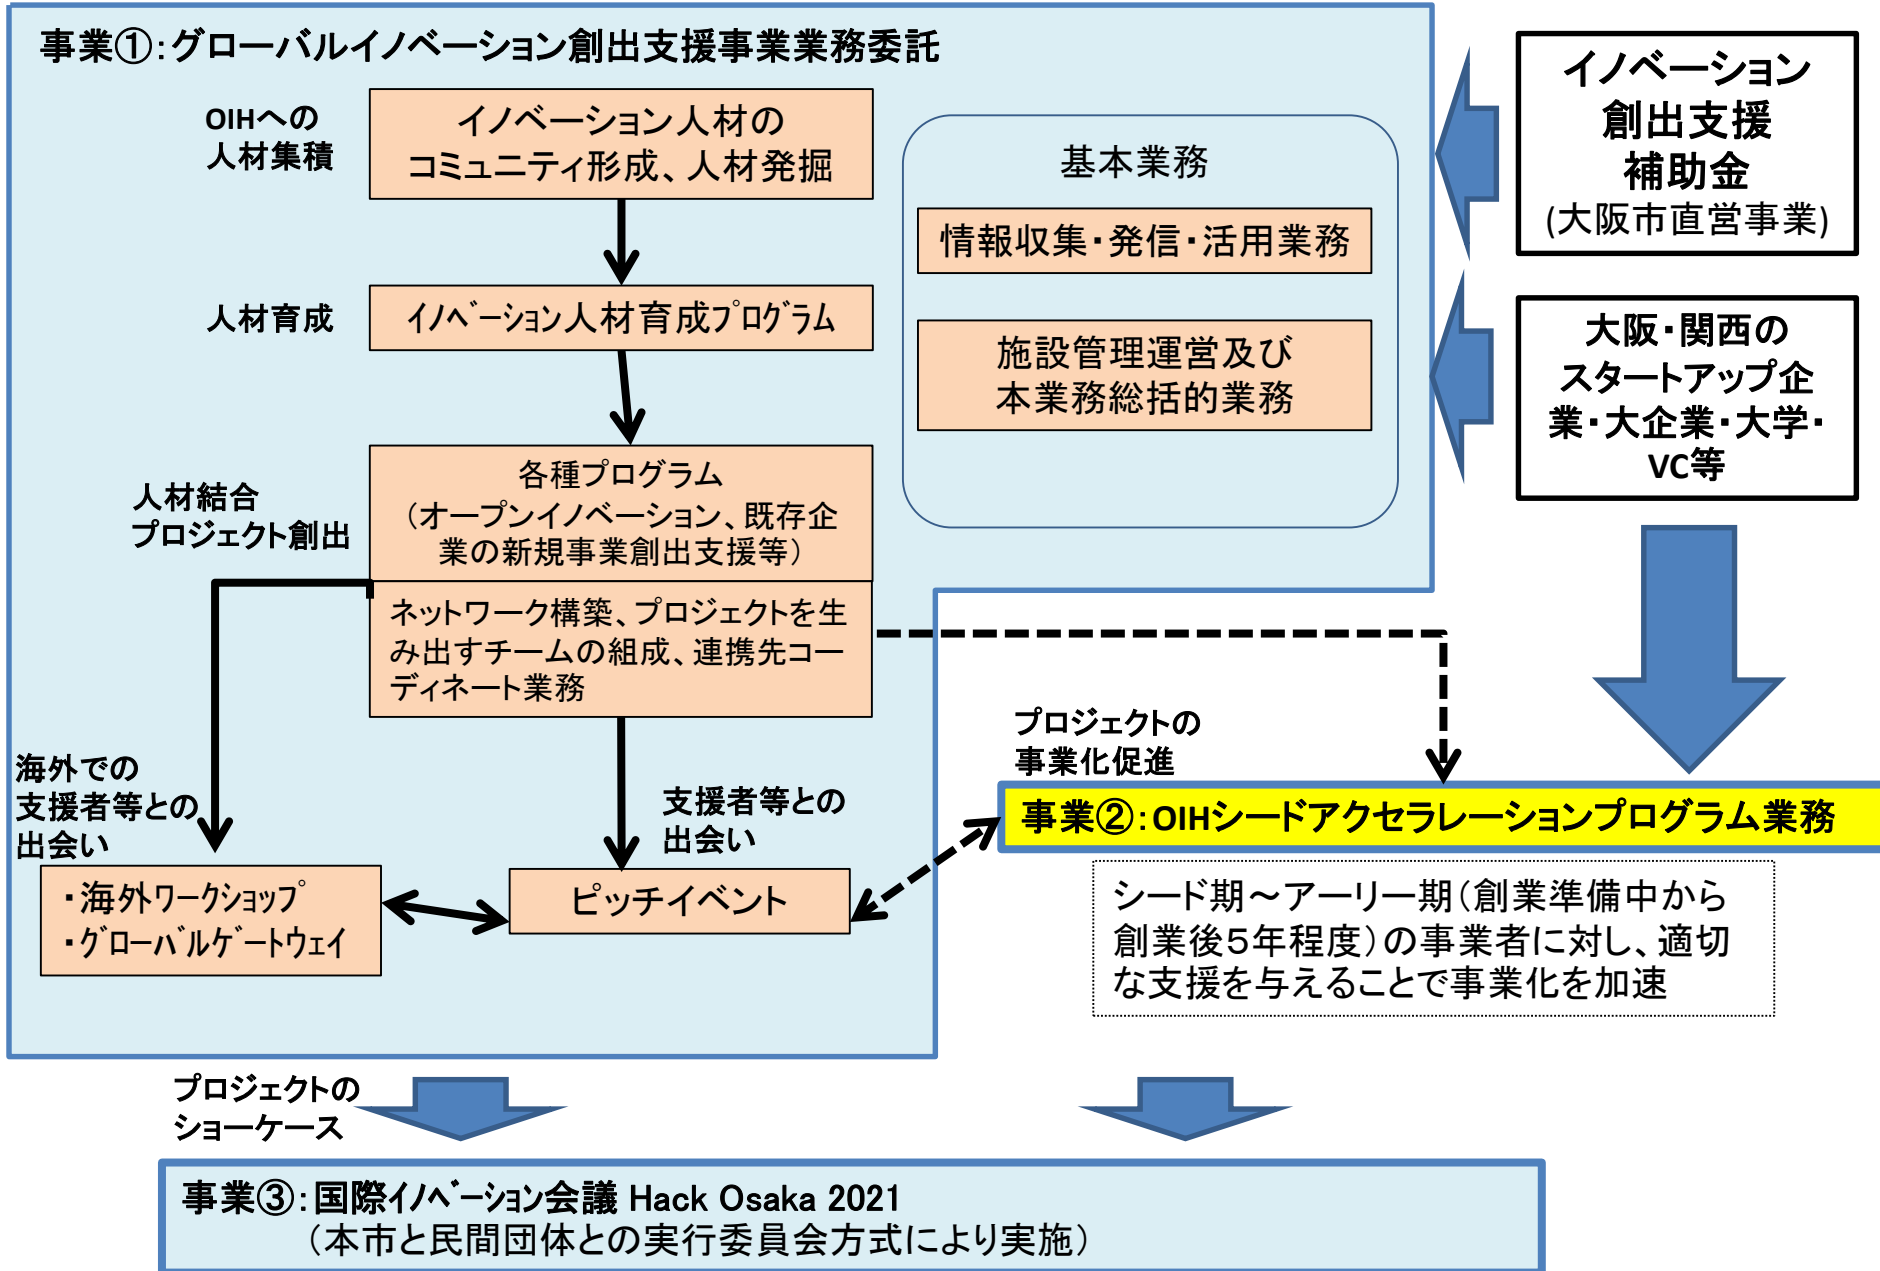 事業①：グローバルイノベーション創出支援事業業務委託
OIHへの
人材集積
イノベーション人材の
コミュニティ形成、人材発掘
人材育成
ｲﾉﾍﾞｰｼｮﾝ人材育成ﾌﾟﾛｸﾞﾗﾑ
人材結合
プロジェクト創出
各種プログラム
（オープンイノベーション、既存企
業の新規事業創出支援等）
ネットワーク構築、プロジェクトを生
み出すチームの組成、連携先コー
ディネート業務
基本業務
情報収集・発信・活用業務
施設管理運営及び
本業務総括的業務
イノベーション
創出支援
補助金
(大阪市直営事業)
大阪・関西の
スタートアップ企
業・大企業・大学・
VC等
海外での
支援者等との
出会い
支援者等との
出会い
・海外ﾜｰｸｼｮｯﾌﾟ
・ｸﾞﾛｰﾊﾞﾙｹﾞｰﾄｳｪｲ
ピッチイベント
プロジェクトの
事業化促進
事業②：OIHシードアクセラレーションプログラム業務
シード期～アーリー期（創業準備中から
創業後５年程度）の事業者に対し、適切
な支援を与えることで事業化を加速
プロジェクトの
ショーケース
事業③：国際ｲﾉﾍﾞｰｼｮﾝ会議 Hack Osaka 2021
（本市と民間団体との実行委員会方式により実施）